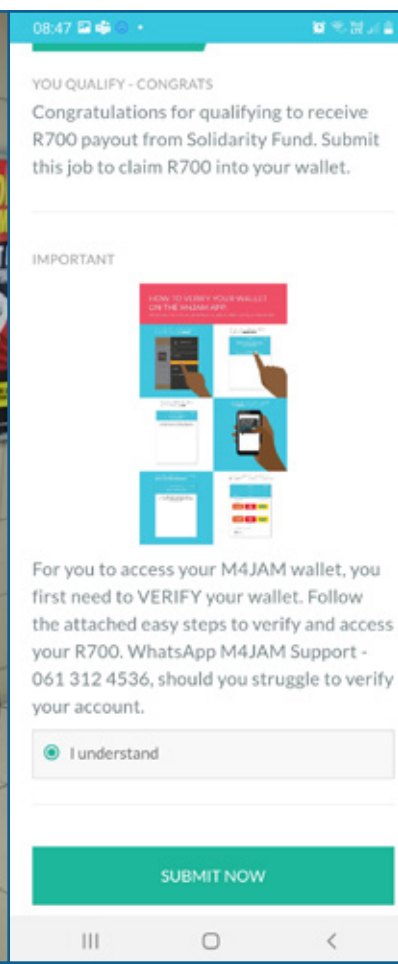 08:47
YOU QUALIFY - CONGRATS
Congratulations for qualifying to receive
R700 payout from Solidarity Fund. Submit
this job to claim R700 into your wallet.
IMPORTANT
HOW TO VERIFY YOUR WALLET
ON THE M4JAM APP.
For you to access your M4JAM wallet, you
first need to VERIFY your wallet. Follow
the attached easy steps to verify and access
your R700. WhatsApp M4JAM Support -
061 312 4536, should you struggle to verify
your account.
I understand
SUBMIT NOW